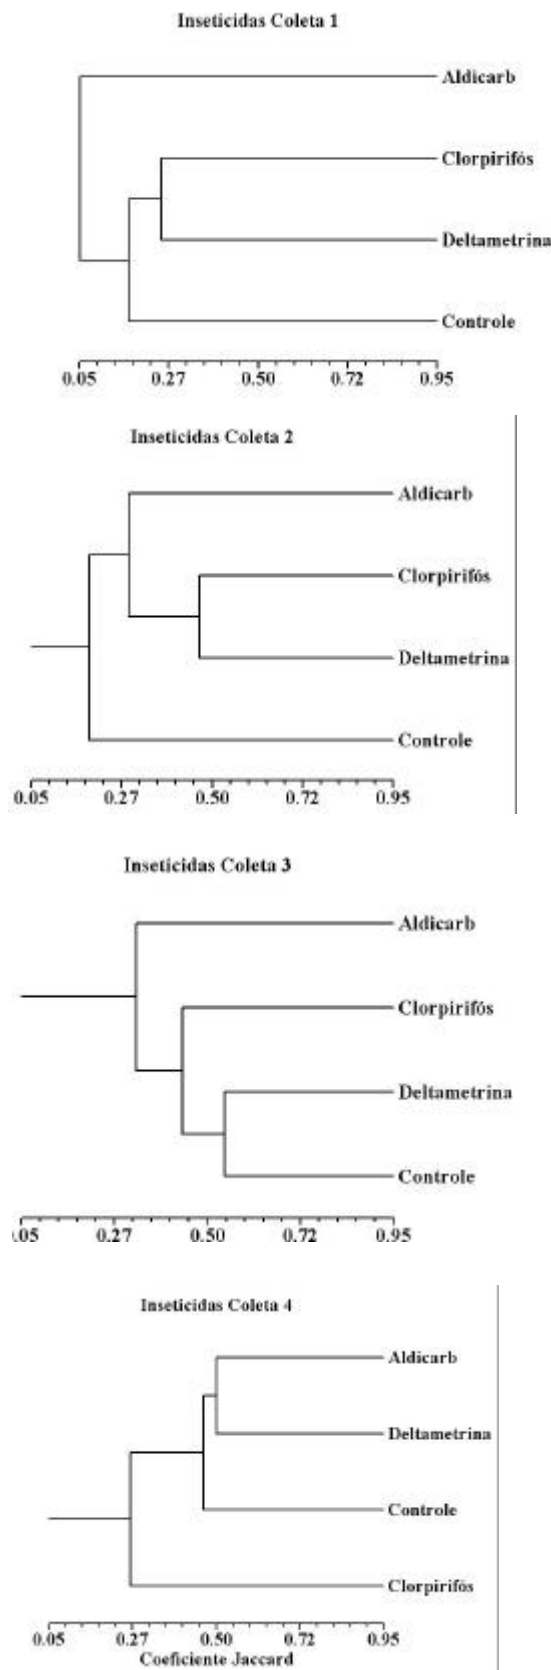 Inseticidas Coleta 1
Aldicarb
Clorpirifós
Deltametrina
Controle
0.05 0.27 0.50 0.72 0.95
Inseticidas Coleta 2
Aldicarb
Clorpirifós
Deltametrina
Controle
0.05 0.27 0.50 0.72 0.95
Inseticidas Coleta 3
Aldicarb
Clorpirifós
Deltametrina
Controle
.05 0.27 0.50 0.72 0.95
Inseticidas Coleta 4
Aldicarb
Deltametrina
Controle
Clorpirifós
0.05 0.27 0.50 0.72 0.95
Coeficiente Jaccard